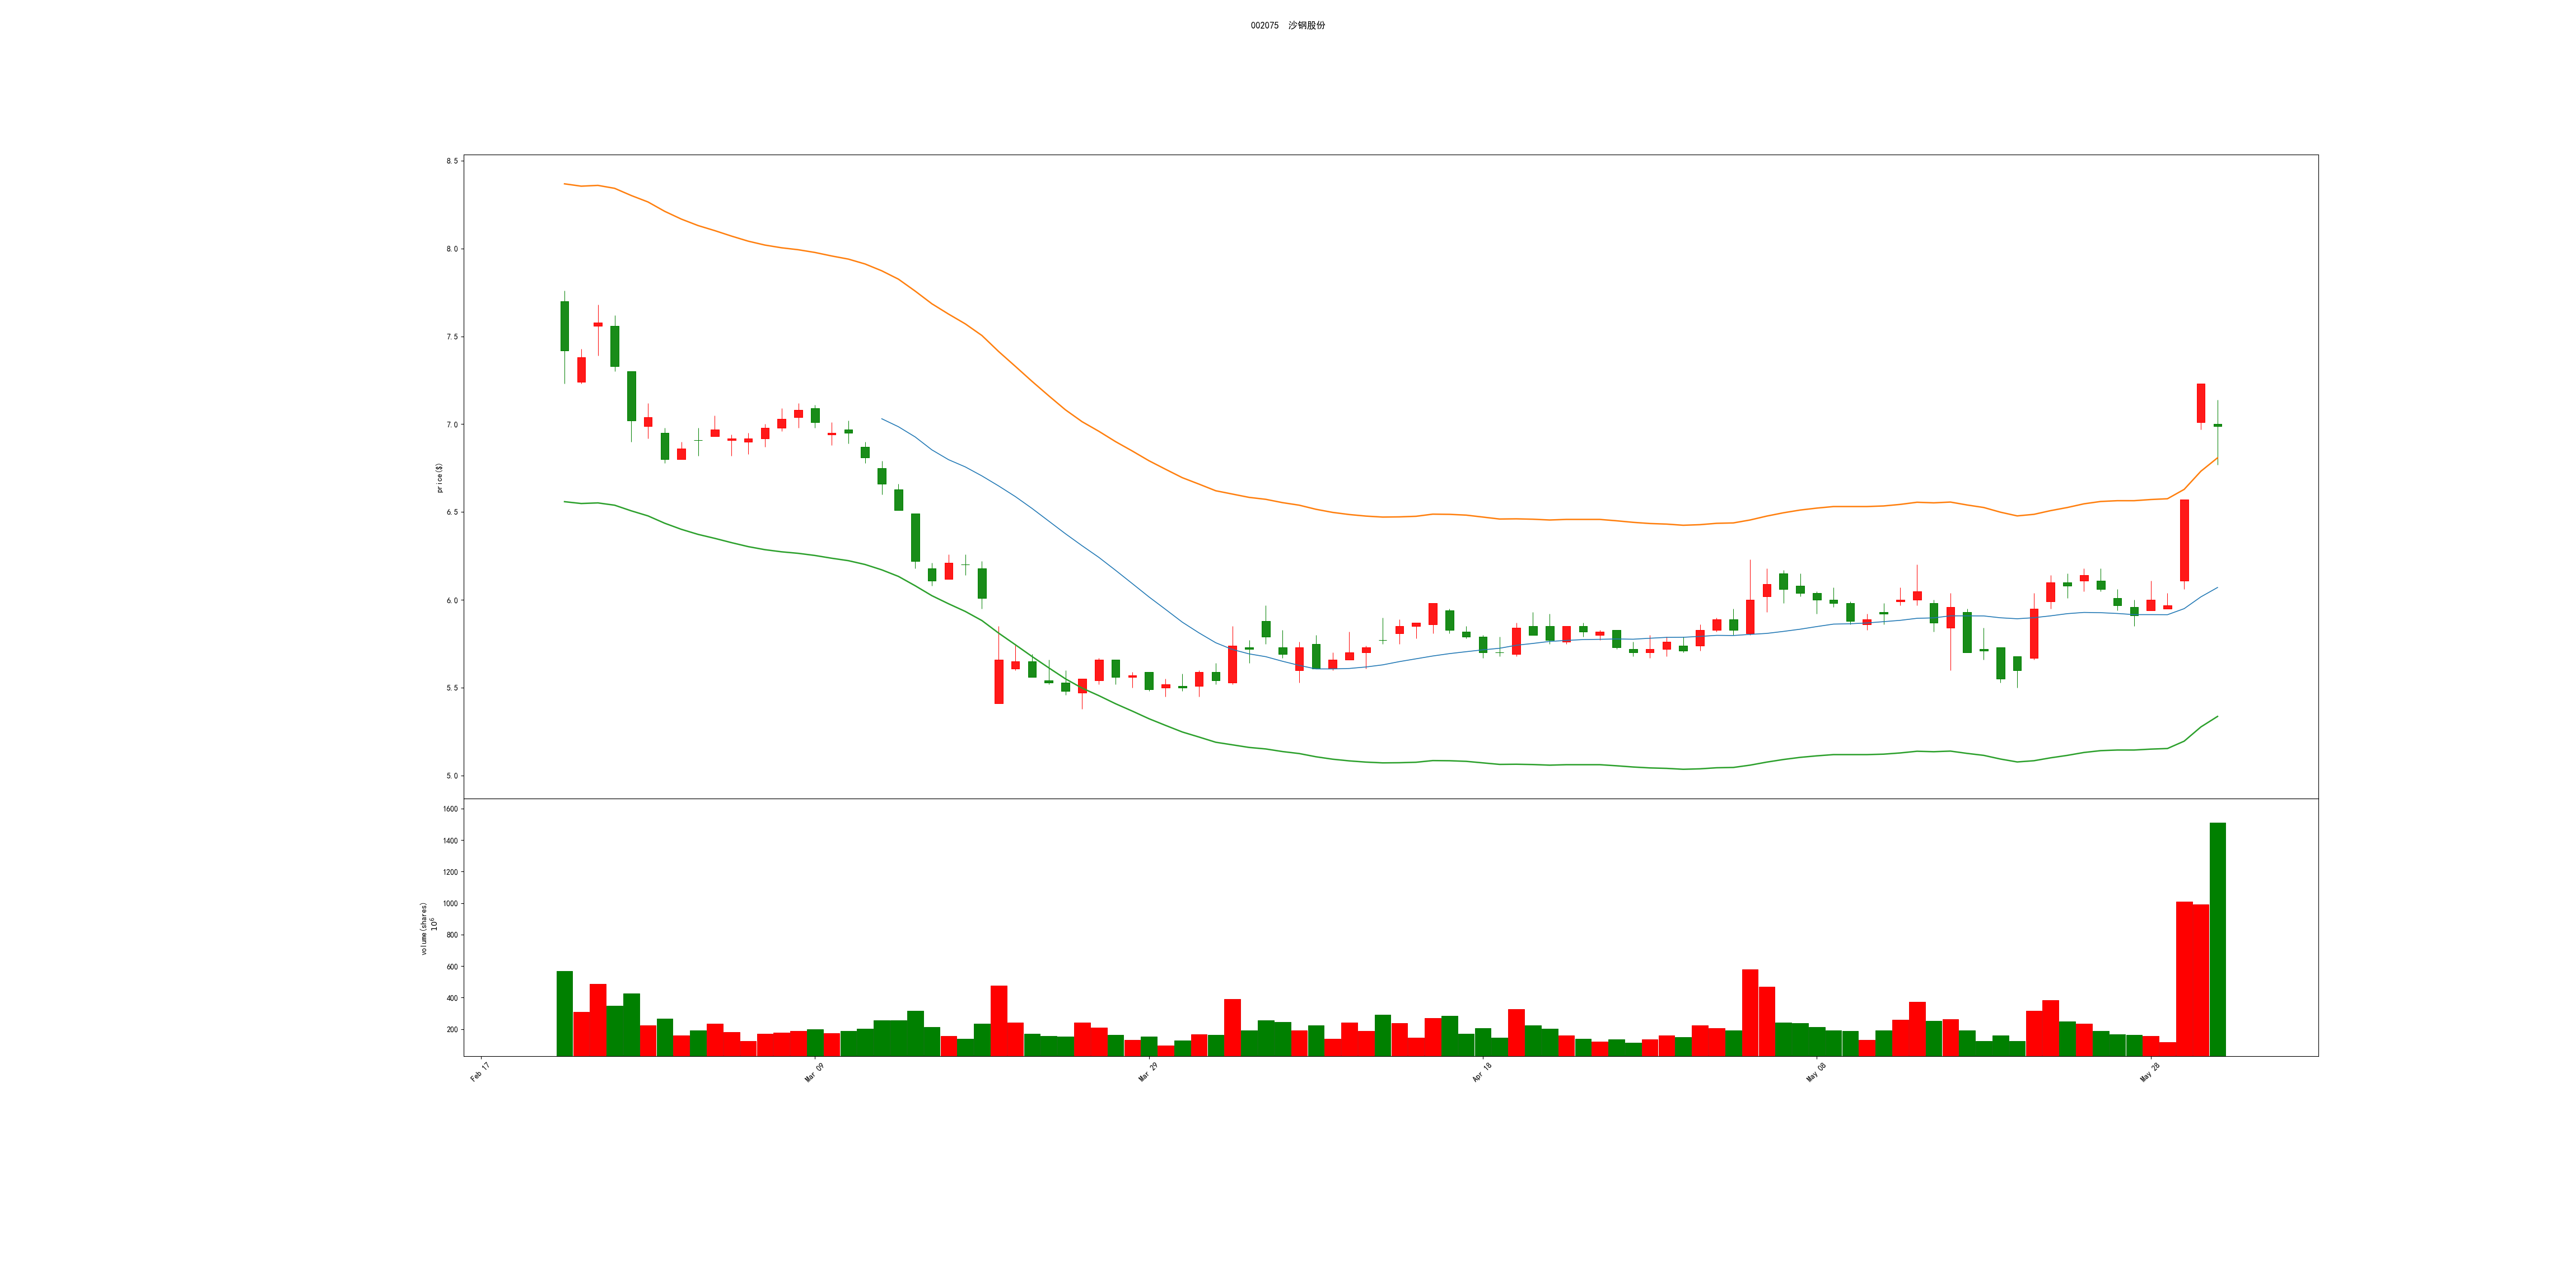 002075 沙钢股份
8.5
8.0
7.5
7.0
6.5
6.0
5.5
5.0
price($)
1600
1400
1200
1000
800
600
400
200
volume(shares)
10⁶
Feb 17
Mar 09
Mar 29
Apr 18
May 08
May 28